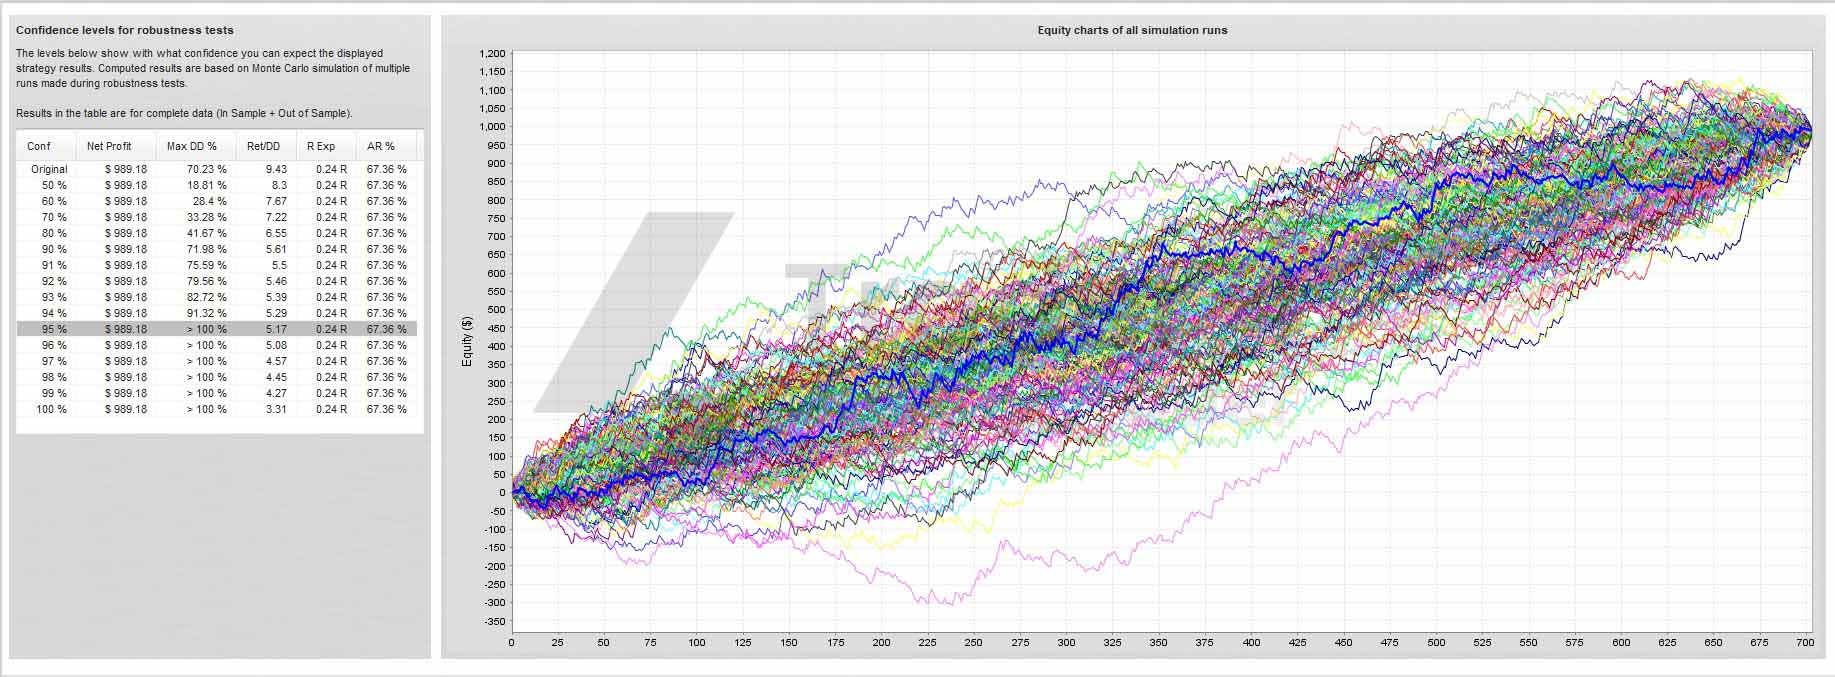 Confidence levels for robustness tests
The levels below show with what confidence you can expect the displayed
strategy results. Computed results are based on Monte Carlo simulation of multiple
runs made during robustness tests.
Results in the table are for complete data (In Sample + Out of Sample).
Conf Net Profit Max DD % Ret/DD R Exp AR %
Original $ 989.18 70.23 % 9.43 0.24 R 67.36 %
50 % $ 989.18 18.81 % 8.3 0.24 R 67.36 %
60 % $ 989.18 28.4 % 7.67 0.24 R 67.36 %
70 % $ 989.18 33.28 % 7.22 0.24 R 67.36 %
80 % $ 989.18 41.67 % 6.55 0.24 R 67.36 %
90 % $ 989.18 71.98 % 5.61 0.24 R 67.36 %
91 % $ 989.18 75.59 % 5.5 0.24 R 67.36 %
92 % $ 989.18 79.56 % 5.46 0.24 R 67.36 %
93 % $ 989.18 82.72 % 5.39 0.24 R 67.36 %
94 % $ 989.18 91.32 % 5.29 0.24 R 67.36 %
95 % $ 989.18 > 100 % 5.17 0.24 R 67.36 %
96 % $ 989.18 > 100 % 5.08 0.24 R 67.36 %
97 % $ 989.18 > 100 % 4.57 0.24 R 67.36 %
98 % $ 989.18 > 100 % 4.45 0.24 R 67.36 %
99 % $ 989.18 > 100 % 4.27 0.24 R 67.36 %
100 % $ 989.18 > 100 % 3.31 0.24 R 67.36 %
Equity charts of all simulation runs
Equity ($)
1,200
1,150
1,100
1,050
1,000
950
900
850
800
750
700
650
600
550
500
450
400
350
300
250
200
150
100
50
0
-50
-100
-150
-200
-250
-300
-350
0 25 50 75 100 125 150 175 200 225 250 275 300 325 350 375 400 425 450 475 500 525 550 575 600 625 650 675 700